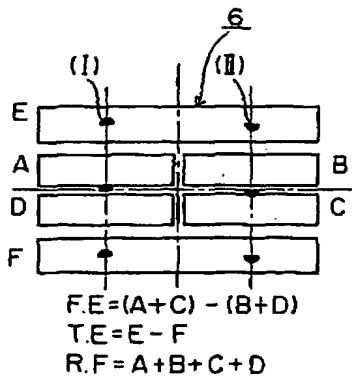 6
(I) (II)
E
A B
D C
F
F.E=(A+C)-(B+D)
T.E=E-F
R.F=A+B+C+D